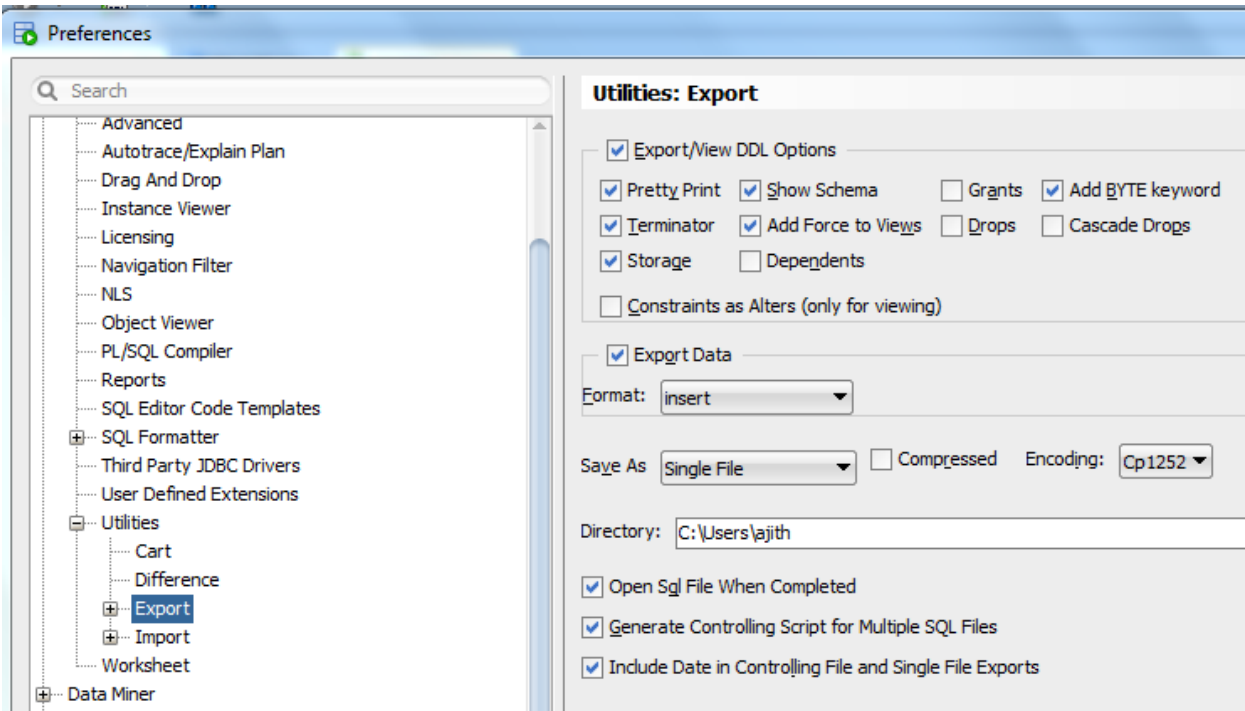 Preferences
Search
Advanced
Autotrace/Explain Plan
Drag And Drop
Instance Viewer
Licensing
Navigation Filter
NLS
Object Viewer
PL/SQL Compiler
Reports
SQL Editor Code Templates
SQL Formatter
Third Party JDBC Drivers
User Defined Extensions
Utilities
Cart
Difference
Export
Import
Worksheet
Data Miner
Utilities: Export
Export/View DDL Options
Pretty Print Show Schema Grants Add BYTE keyword
Terminator Add Force to Views Drops Cascade Drops
Storage Dependents
Constraints as Alters (only for viewing)
Export Data
Format: insert
Save As Single File Compressed Encoding: Cp1252
Directory: C:\Users\ajith
Open Sql File When Completed
Generate Controlling Script for Multiple SQL Files
Include Date in Controlling File and Single File Exports